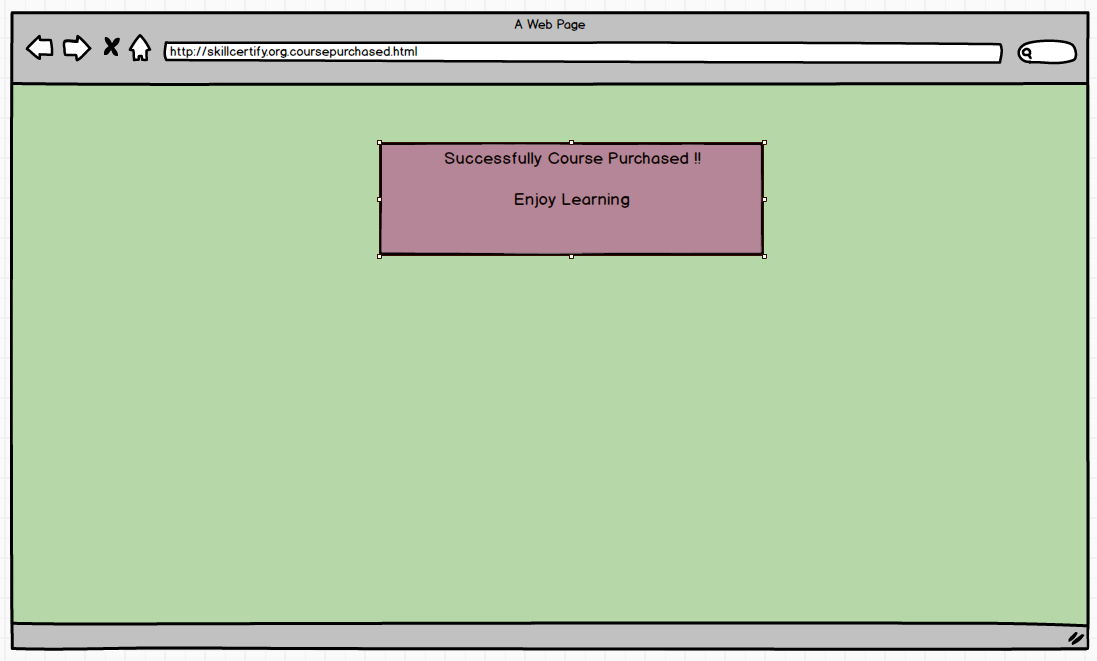 A Web Page
http://skillcertify.org.coursepurchased.html
Successfully Course Purchased !!
Enjoy Learning